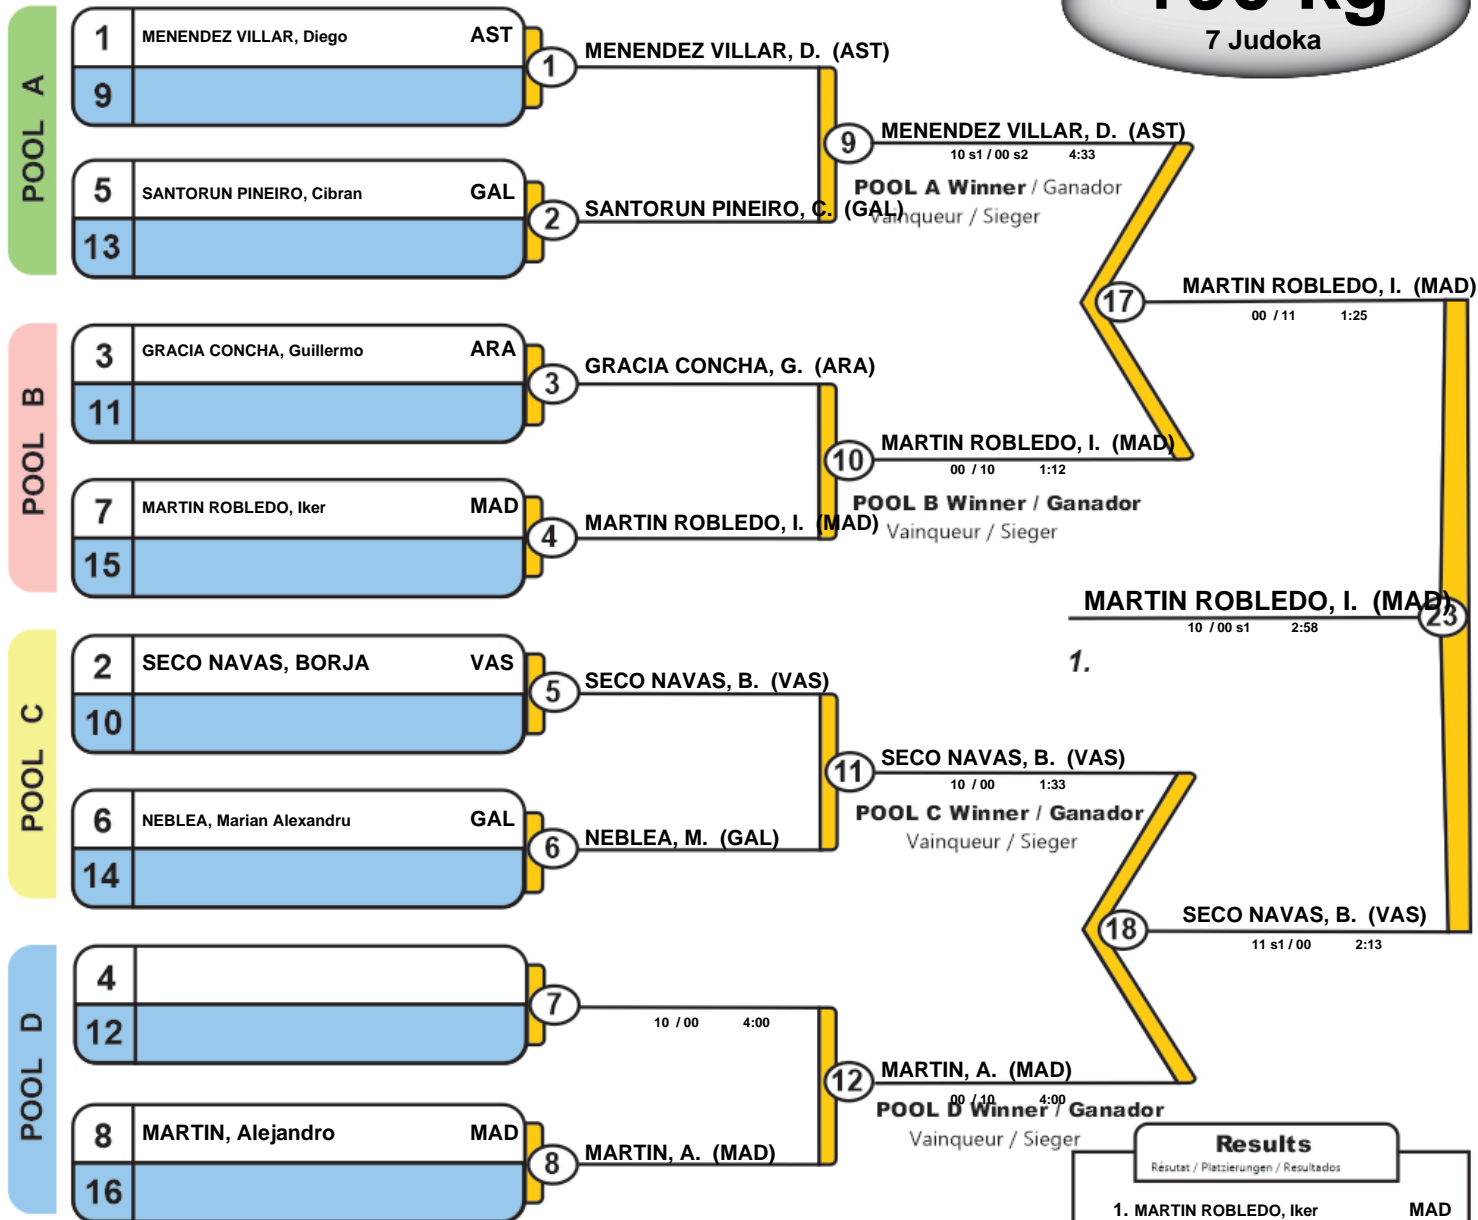 7 Judoka
POOL A
1 MENENDEZ VILLAR, Diego AST
9
1
MENENDEZ VILLAR, D. (AST)
5 SANTORUN PINEIRO, Cibran GAL
13
2
SANTORUN PINEIRO, C. (GAL)
9
MENENDEZ VILLAR, D. (AST)
10 s1 / 00 s2 4:33
POOL A Winner / Ganador
Vainqueur / Sieger
POOL B
3 GRACIA CONCHA, Guillermo ARA
11
3
GRACIA CONCHA, G. (ARA)
7 MARTIN ROBLEDO, Iker MAD
15
4
MARTIN ROBLEDO, I. (MAD)
10
MARTIN ROBLEDO, I. (MAD)
00 / 10 1:12
POOL B Winner / Ganador
Vainqueur / Sieger
17
MARTIN ROBLEDO, I. (MAD)
00 / 11 1:25
MARTIN ROBLEDO, I. (MAD)
23
10 / 00 s1 2:58
1.
POOL C
2 SECO NAVAS, BORJA VAS
10
5
SECO NAVAS, B. (VAS)
6 NEBLEA, Marian Alexandru GAL
14
6
NEBLEA, M. (GAL)
11
SECO NAVAS, B. (VAS)
10 / 00 1:33
POOL C Winner / Ganador
Vainqueur / Sieger
18
SECO NAVAS, B. (VAS)
11 s1 / 00 2:13
POOL D
4
12
7
10 / 00 4:00
8 MARTIN, Alejandro MAD
16
8
MARTIN, A. (MAD)
12
MARTIN, A. (MAD)
00 / 10 4:00
POOL D Winner / Ganador
Vainqueur / Sieger
Results
Résutat / Platzierungen / Resultados
1. MARTIN ROBLEDO, Iker MAD